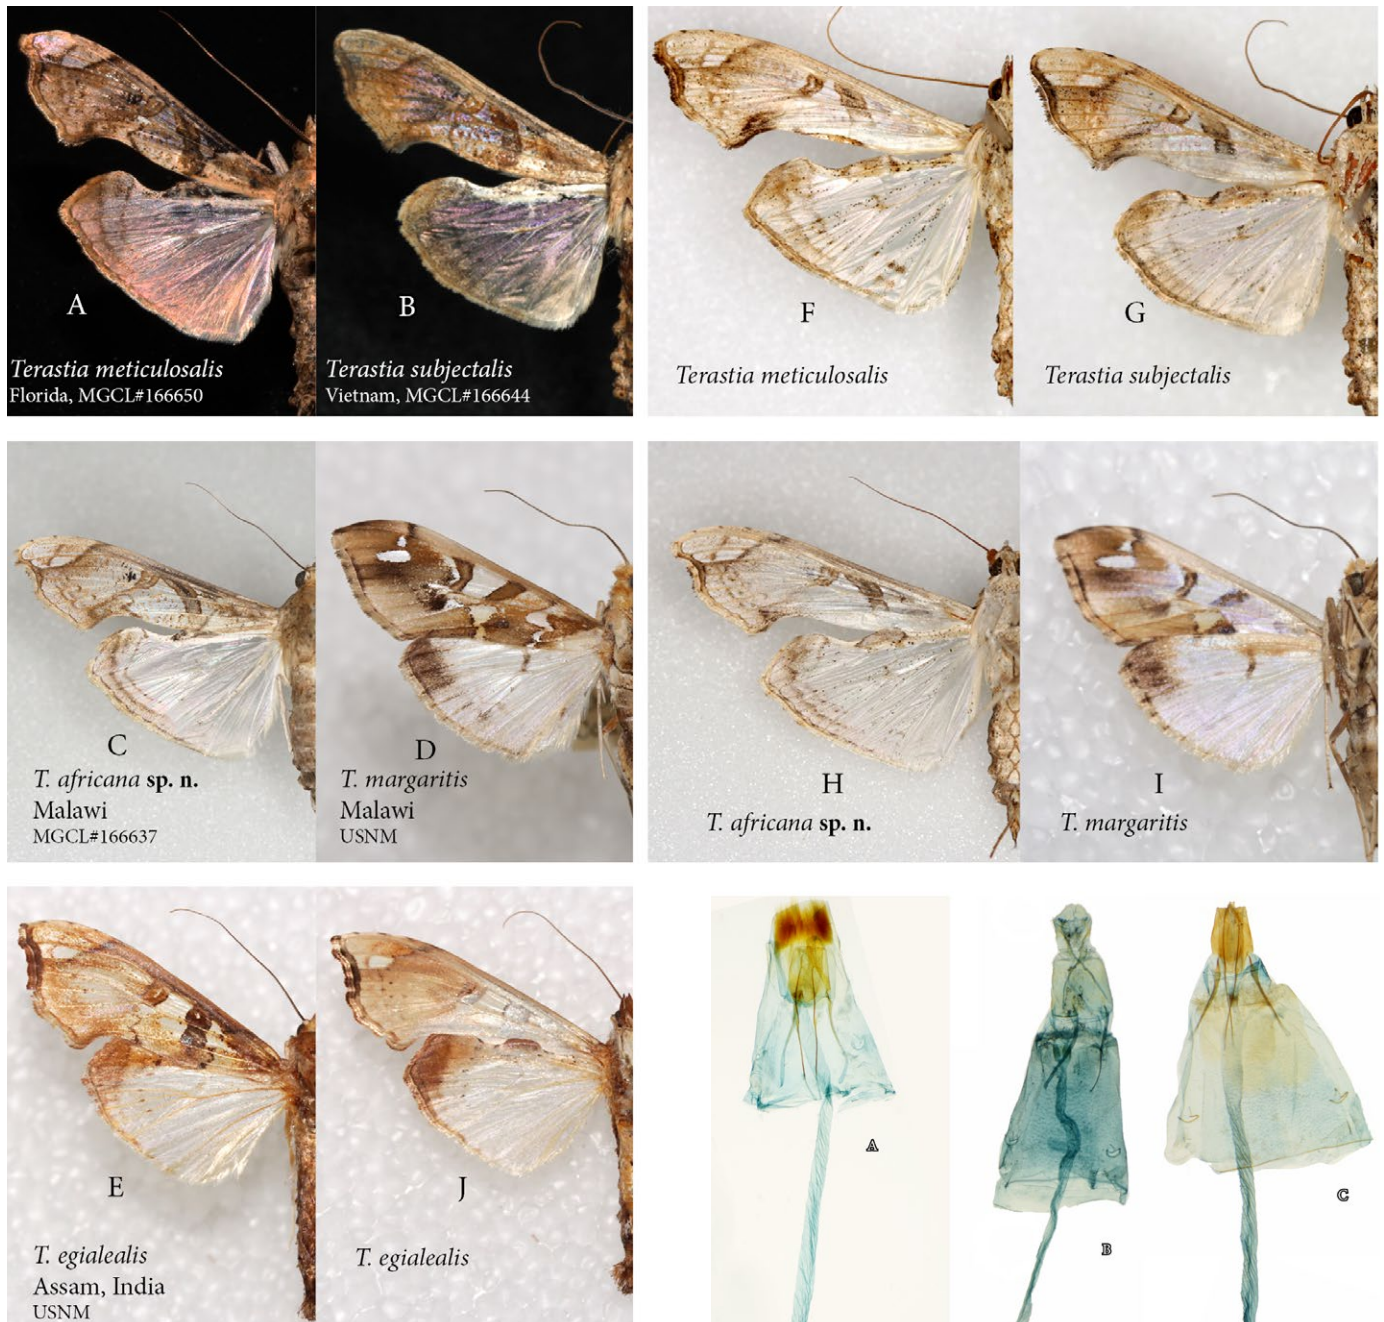 A
Terastia meticulosalis
Florida, MGCL#166650
B
Terastia subjectalis
Vietnam, MGCL#166644
F
Terastia meticulosalis
G
Terastia subjectalis
C
T. africana sp. n.
Malawi
MGCL#166637
D
T. margaritis
Malawi
USNM
H
T. africana sp. n.
I
T. margaritis
E
T. egialealis
Assam, India
USNM
J
T. egialealis
A
B
C